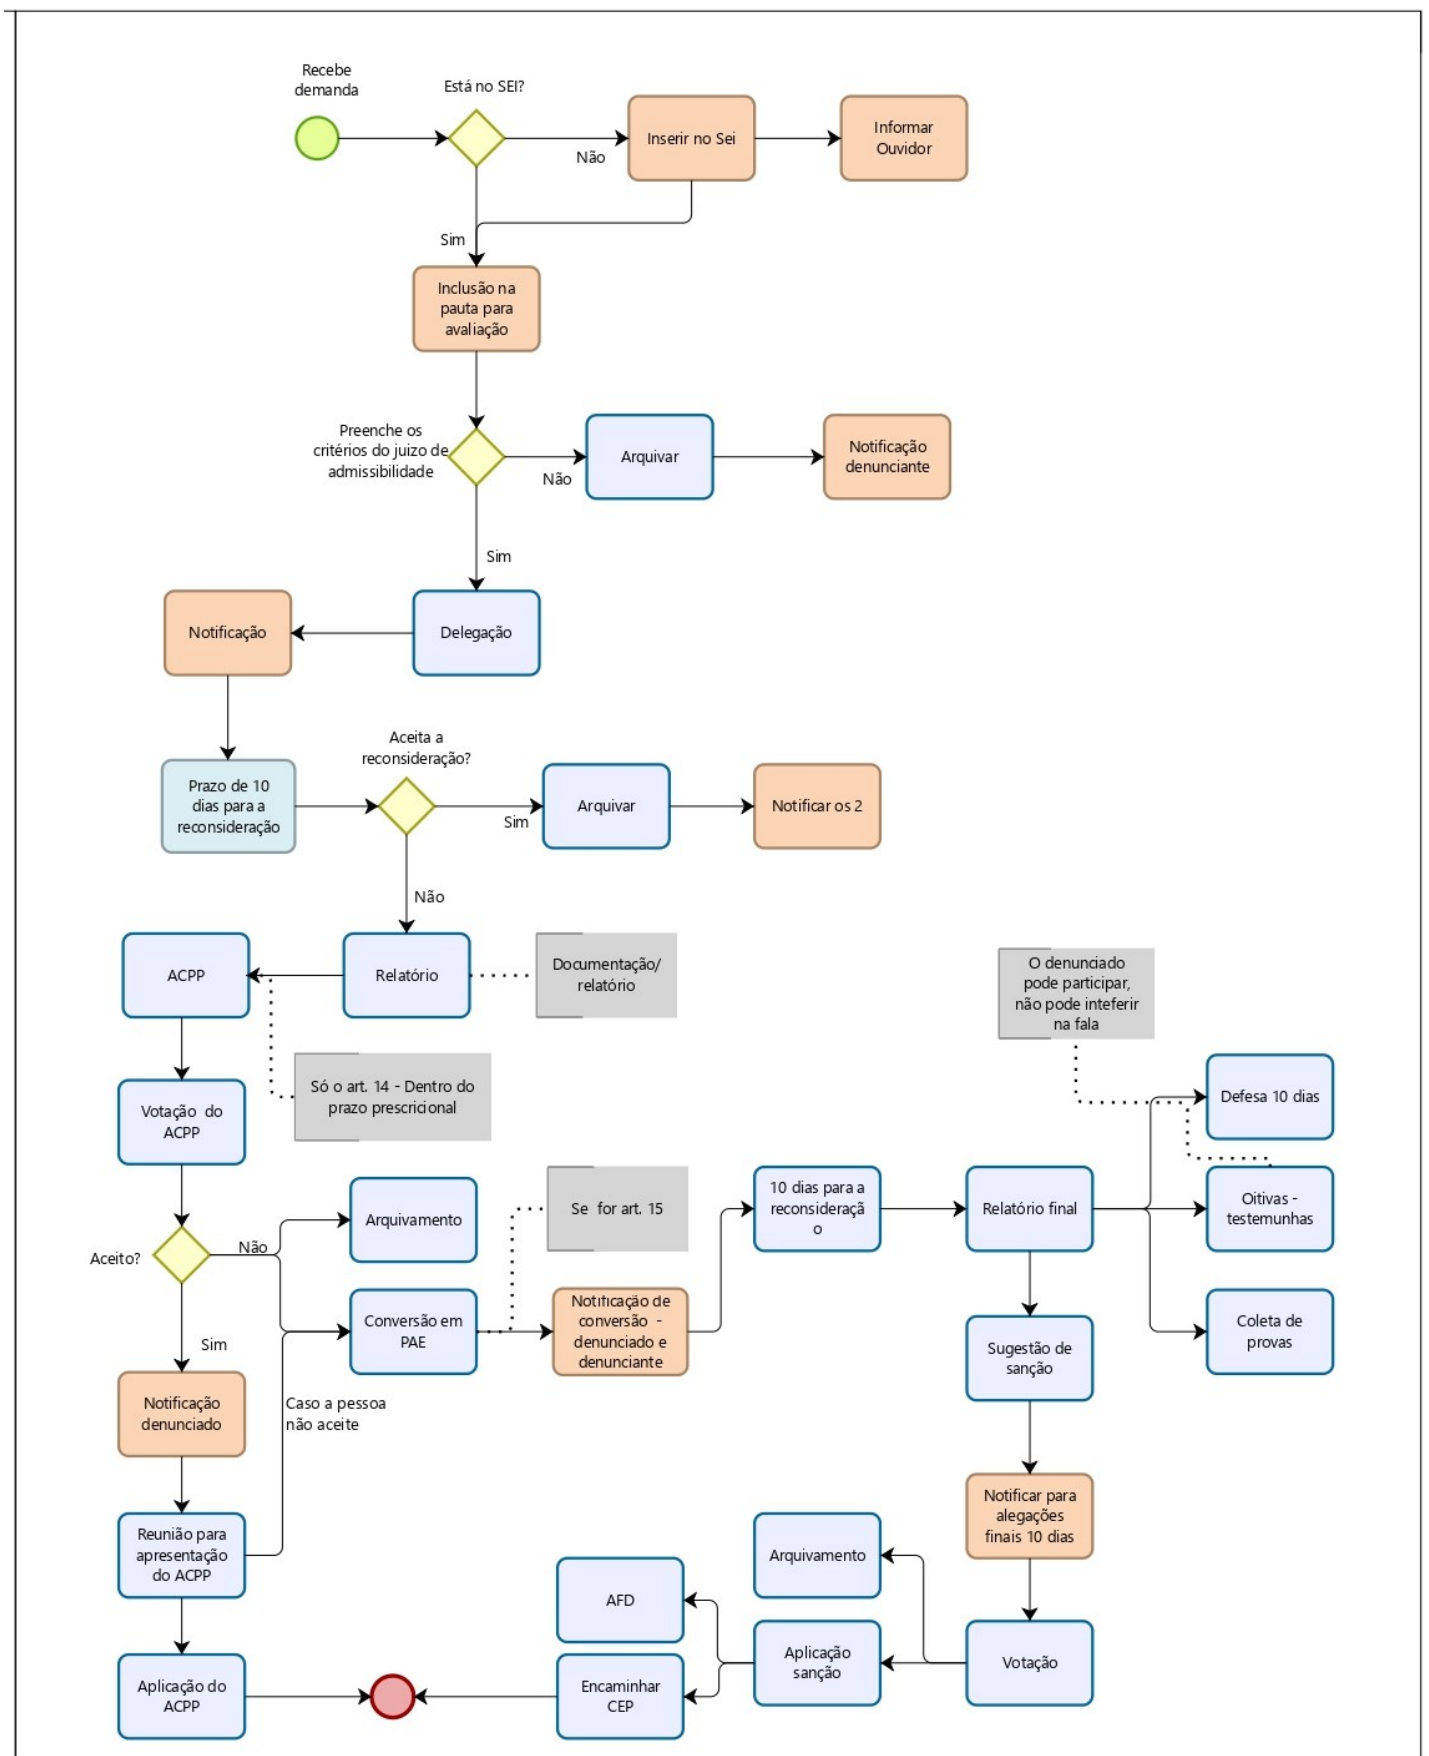 Recebe
demanda
Está no SEI?
Não
Inserir no Sei
Informar
Ouvidor
Sim
Inclusão na
pauta para
avaliação
Preenche os
critérios do juizo de
admissibilidade
Não
Arquivar
Notificação
denunciante
Sim
Notificação
Delegação
Prazo de 10
dias para a
reconsideração
Aceita a
reconsideração?
Sim
Arquivar
Notificar os 2
Não
ACPP
Relatório
Documentação/
relatório
O denunciado
pode participar,
não pode inteferir
na fala
Só o art. 14 - Dentro do
prazo prescricional
Votação do
ACPP
Defesa 10 dias
Aceito?
Não
Arquivamento
Se for art. 15
10 dias para a
reconsideraçã
o
Relatório final
Oitivas -
testemunhas
Conversão em
PAE
Notificação de
conversão -
denunciado e
denunciante
Coleta de
provas
Sim
Sugestão de
sanção
Notificação
denunciado
Caso a pessoa
não aceite
Notificar para
alegações
finais 10 dias
Reunião para
apresentação
do ACPP
Arquivamento
AFD
Aplicação
sanção
Votação
Aplicação do
ACPP
Encaminhar
CEP